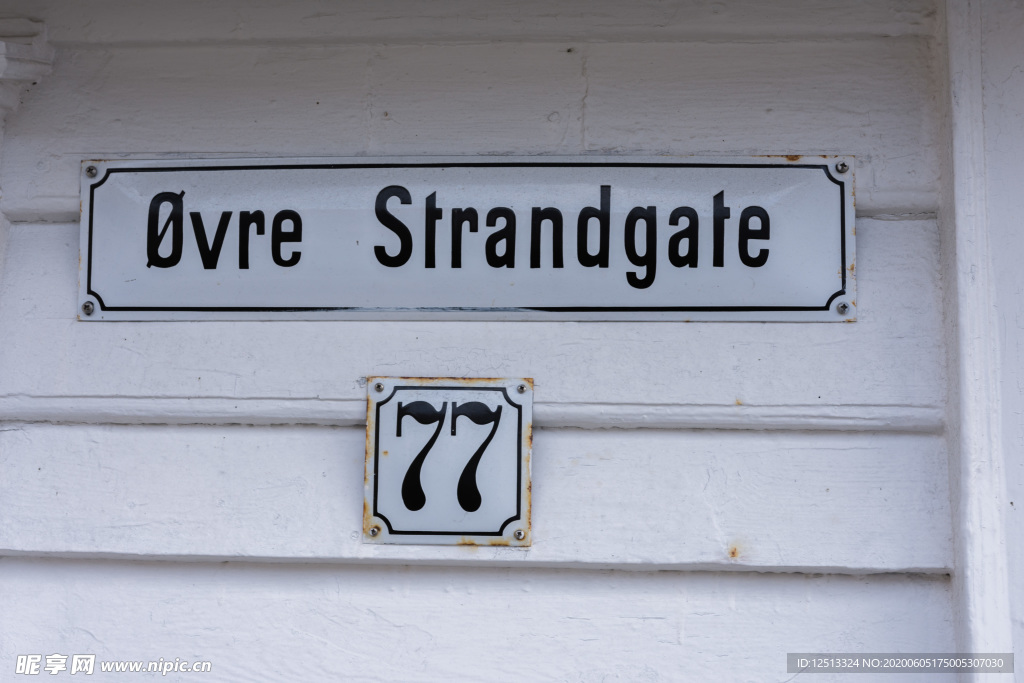 Øvre Strandgate
77
昵享网 www.nipic.cn
ID:12513324 NO:20200605175005307030